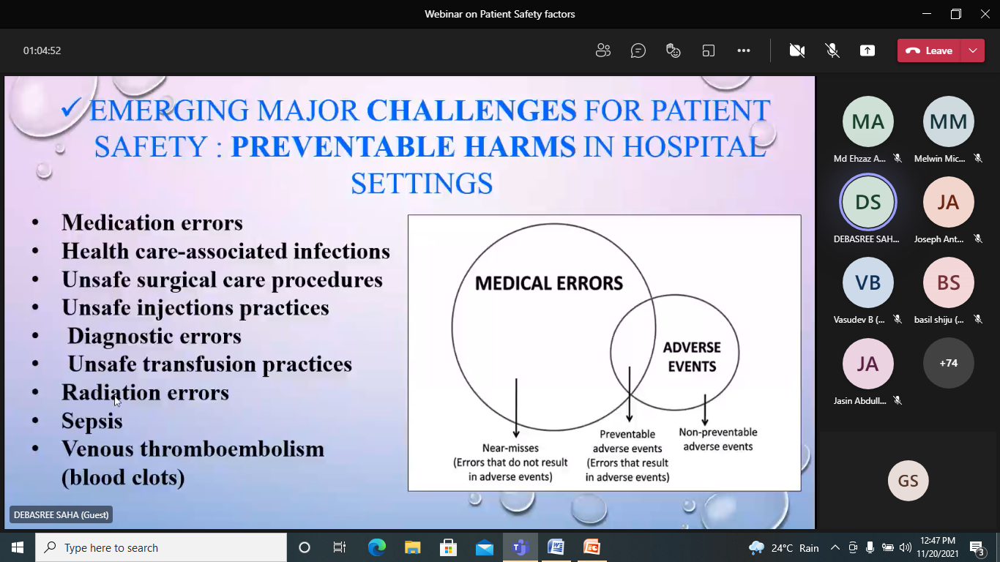 Webinar on Patient Safety factors
01:04:52
Leave
✓ EMERGING MAJOR CHALLENGES FOR PATIENT
SAFETY : PREVENTABLE HARMS IN HOSPITAL
SETTINGS
• Medication errors
• Health care-associated infections
• Unsafe surgical care procedures
• Unsafe injections practices
• Diagnostic errors
• Unsafe transfusion practices
• Radiation errors
• Sepsis
• Venous thromboembolism
(blood clots)
MEDICAL ERRORS
ADVERSE
EVENTS
Near-misses
(Errors that do not result
in adverse events)
Preventable
adverse events
(Errors that result
in adverse events)
Non-preventable
adverse events
DEBASREE SAHA (Guest)
MA
Md Ehzaz A...
MM
Melwin Mic...
DS
DEBASREE SAH...
JA
Joseph Ant...
VB
Vasudev B (...
BS
basil shiju (...
JA
Jasin Abdull...
+74
GS
Type here to search
24°C Rain
12:47 PM
11/20/2021
3